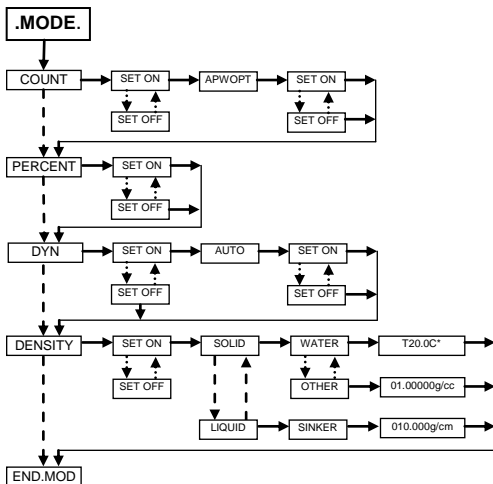 .MODE.
COUNT SET ON APWOPT SET ON
SET OFF SET OFF
PERCENT SET ON
SET OFF
DYN SET ON AUTO SET ON
SET OFF SET OFF
DENSITY SET ON SOLID WATER T20.0C*
SET OFF OTHER 01.00000g/cc
LIQUID SINKER 010.000g/cm
END.MOD